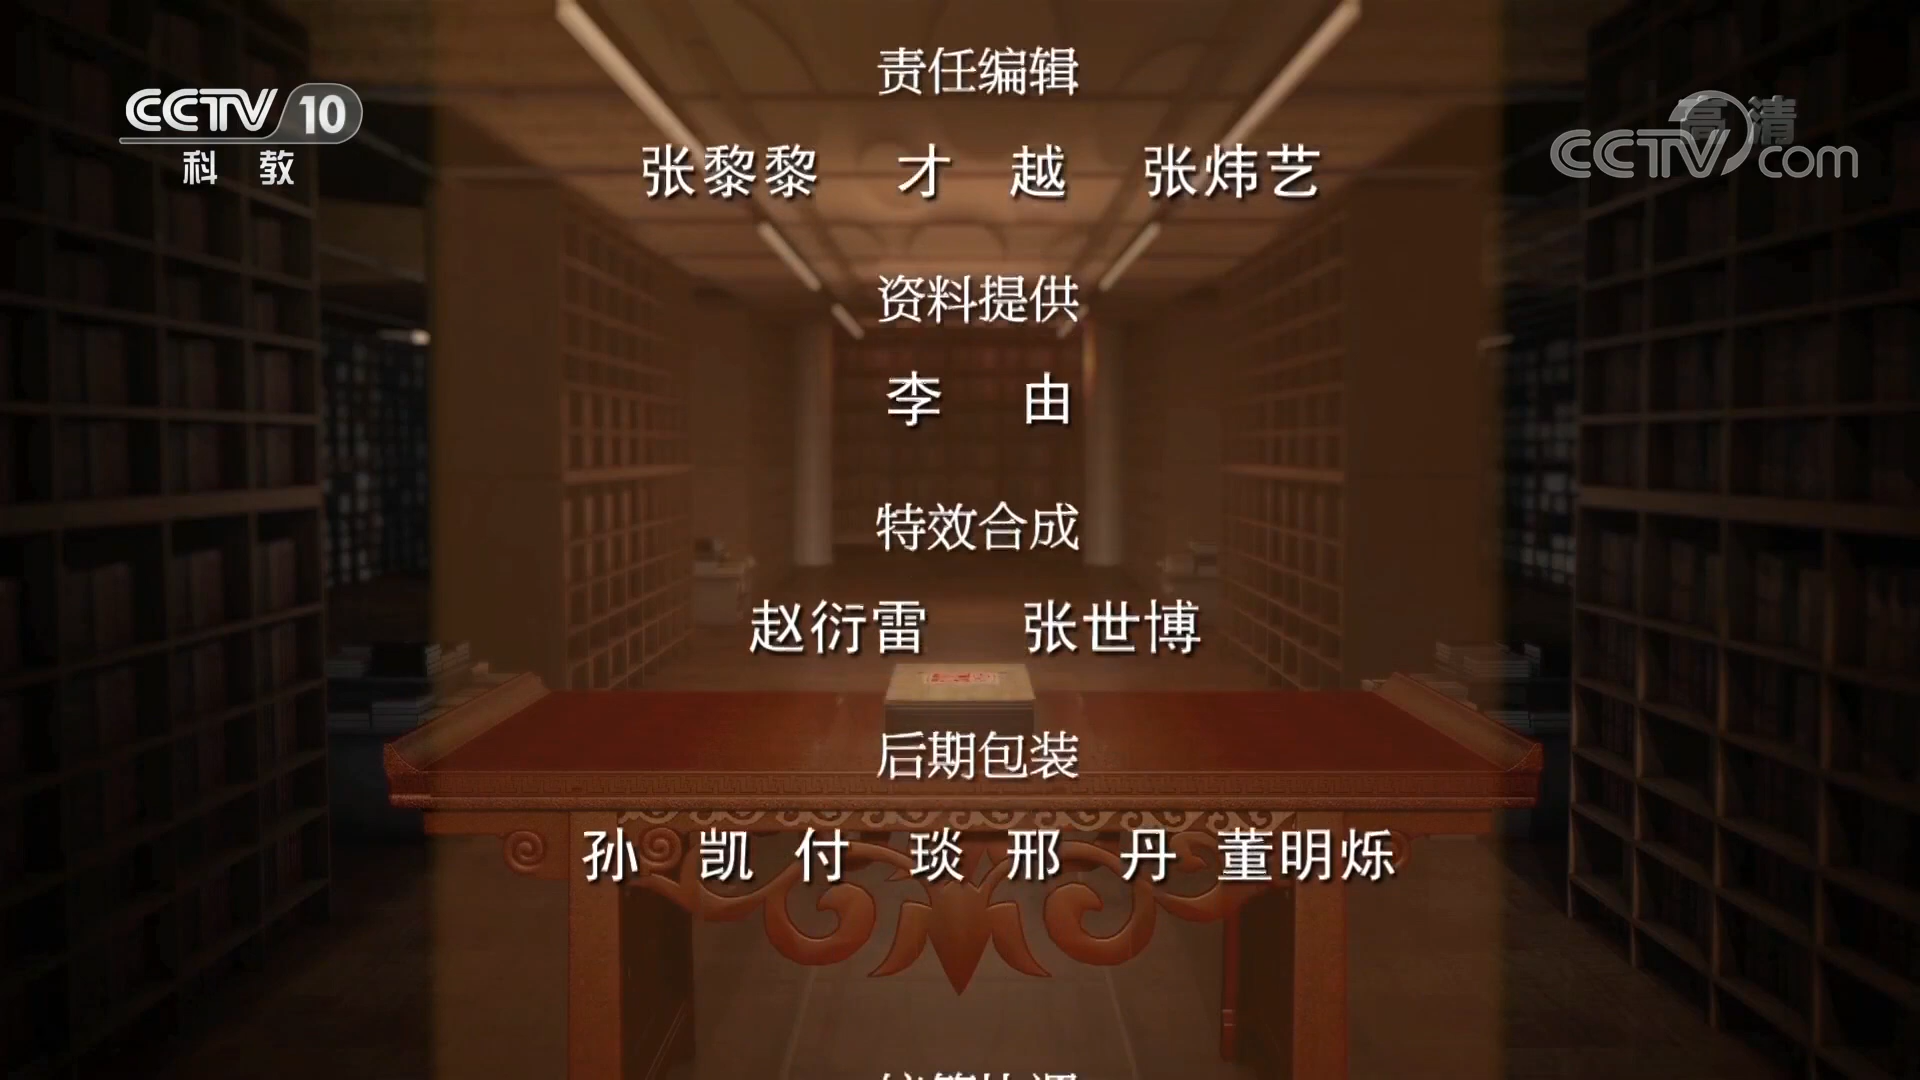 责任编辑
CCTV 10
高清
CCTV.com
科 教
张黎黎 才 越 张炜艺
资料提供
李 由
特效合成
赵衍雷 张世博
后期包装
孙 凯 付 琰 邢 丹 董明烁